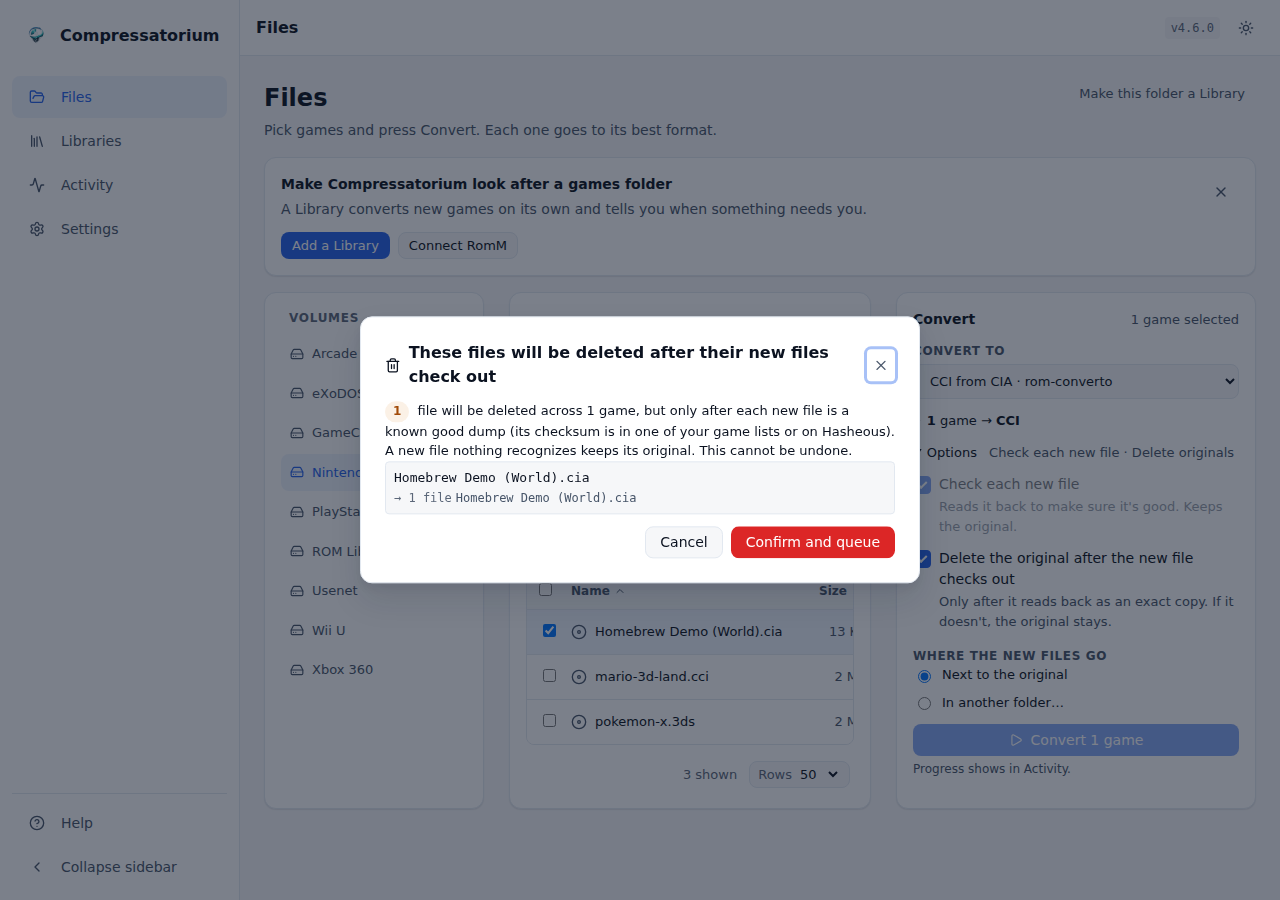 Compressatorium
Files
v4.6.0
Files
Libraries
Activity
Settings
Help
Collapse sidebar
Files
Make this folder a Library
Pick games and press Convert. Each one goes to its best format.
Make Compressatorium look after a games folder
A Library converts new games on its own and tells you when something needs you.
Add a Library
Connect RomM
VOLUMES
Arcade
eXoDOS
GameC
Nintend
PlaySta
ROM Li
Usenet
Wii U
Xbox 360
Name
Size
Homebrew Demo (World).cia
13
mario-3d-land.cci
2
pokemon-x.3ds
2
3 shown
Rows 50
Convert
1 game selected
CONVERT TO
CCI from CIA · rom-converto
1 game → CCI
Options Check each new file · Delete originals
Check each new file
Reads it back to make sure it's good. Keeps
the original.
Delete the original after the new file
checks out
Only after it reads back as an exact copy. If it
doesn't, the original stays.
WHERE THE NEW FILES GO
Next to the original
In another folder…
Convert 1 game
Progress shows in Activity.
These files will be deleted after their new files
check out
1 file will be deleted across 1 game, but only after each new file is a
known good dump (its checksum is in one of your game lists or on Hasheous).
A new file nothing recognizes keeps its original. This cannot be undone.
Homebrew Demo (World).cia
→ 1 file Homebrew Demo (World).cia
Cancel
Confirm and queue